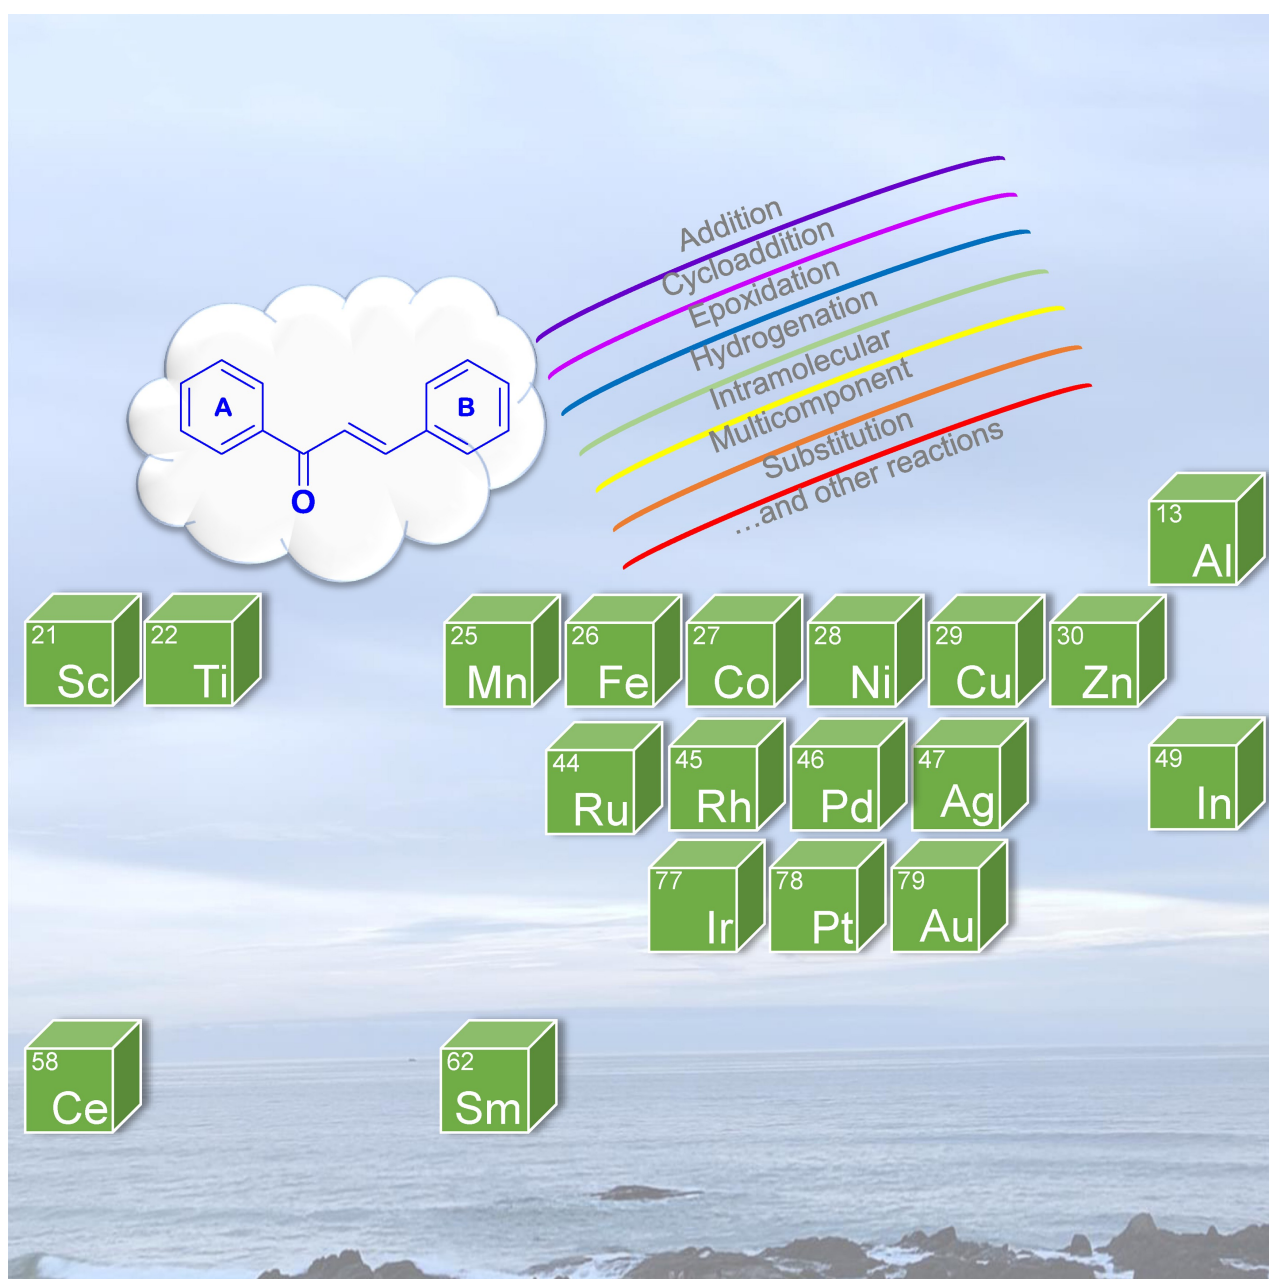 Addition
Cycloaddition
Epoxidation
Hydrogenation
Intramolecular
Multicomponent
Substitution
...and other reactions
A
B
O
13
Al
21
Sc
22
Ti
25
Mn
26
Fe
27
Co
28
Ni
29
Cu
30
Zn
44
Ru
45
Rh
46
Pd
47
Ag
49
In
77
Ir
78
Pt
79
Au
58
Ce
62
Sm